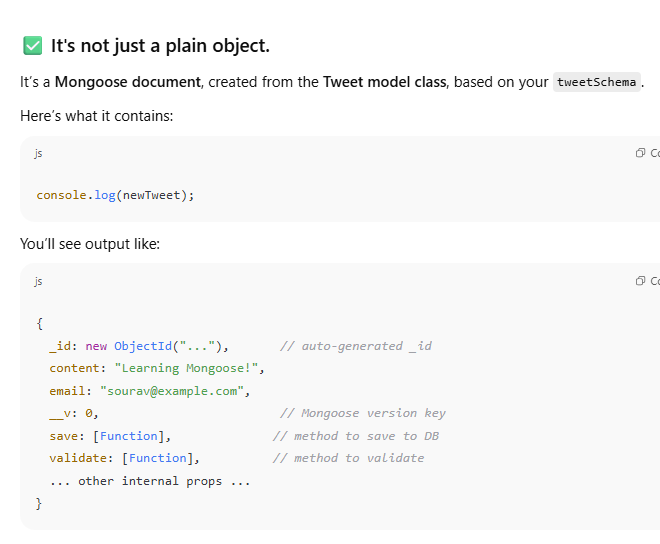 ✅ It's not just a plain object.
It's a Mongoose document, created from the Tweet model class, based on your tweetSchema.
Here's what it contains:
js
console.log(newTweet);
You'll see output like:
js
{
  _id: new ObjectId("..."),       // auto-generated _id
  content: "Learning Mongoose!",
  email: "sourav@example.com",
  __v: 0,                         // Mongoose version key
  save: [Function],              // method to save to DB
  validate: [Function],          // method to validate
  ... other internal props ...
}